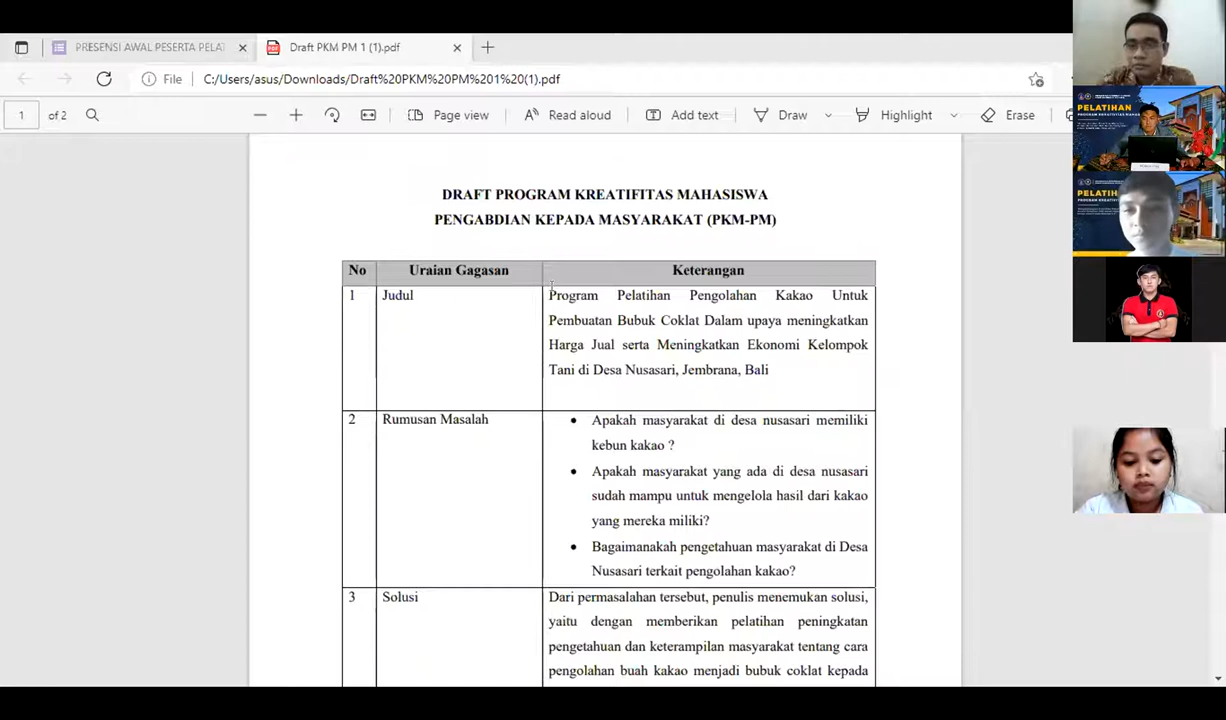 PRESENSI AWAL PESERTA PELAT
Draft PKM PM 1 (1).pdf
File
C:/Users/asus/Downloads/Draft%20PKM%20PM%201%20(1).pdf
1 of 2
Page view
Read aloud
Add text
Draw
Highlight
Erase
DRAFT PROGRAM KREATIFITAS MAHASISWA
PENGABDIAN KEPADA MASYARAKAT (PKM-PM)
No Uraian Gagasan Keterangan
1 Judul Program Pelatihan Pengolahan Kakao Untuk
Pembuatan Bubuk Coklat Dalam upaya meningkatkan
Harga Jual serta Meningkatkan Ekonomi Kelompok
Tani di Desa Nusasari, Jembrana, Bali
2 Rumusan Masalah • Apakah masyarakat di desa nusasari memiliki
kebun kakao ?
• Apakah masyarakat yang ada di desa nusasari
sudah mampu untuk mengelola hasil dari kakao
yang mereka miliki?
• Bagaimanakah pengetahuan masyarakat di Desa
Nusasari terkait pengolahan kakao?
3 Solusi Dari permasalahan tersebut, penulis menemukan solusi,
yaitu dengan memberikan pelatihan peningkatan
pengetahuan dan keterampilan masyarakat tentang cara
pengolahan buah kakao menjadi bubuk coklat kepada
PELATIHAN